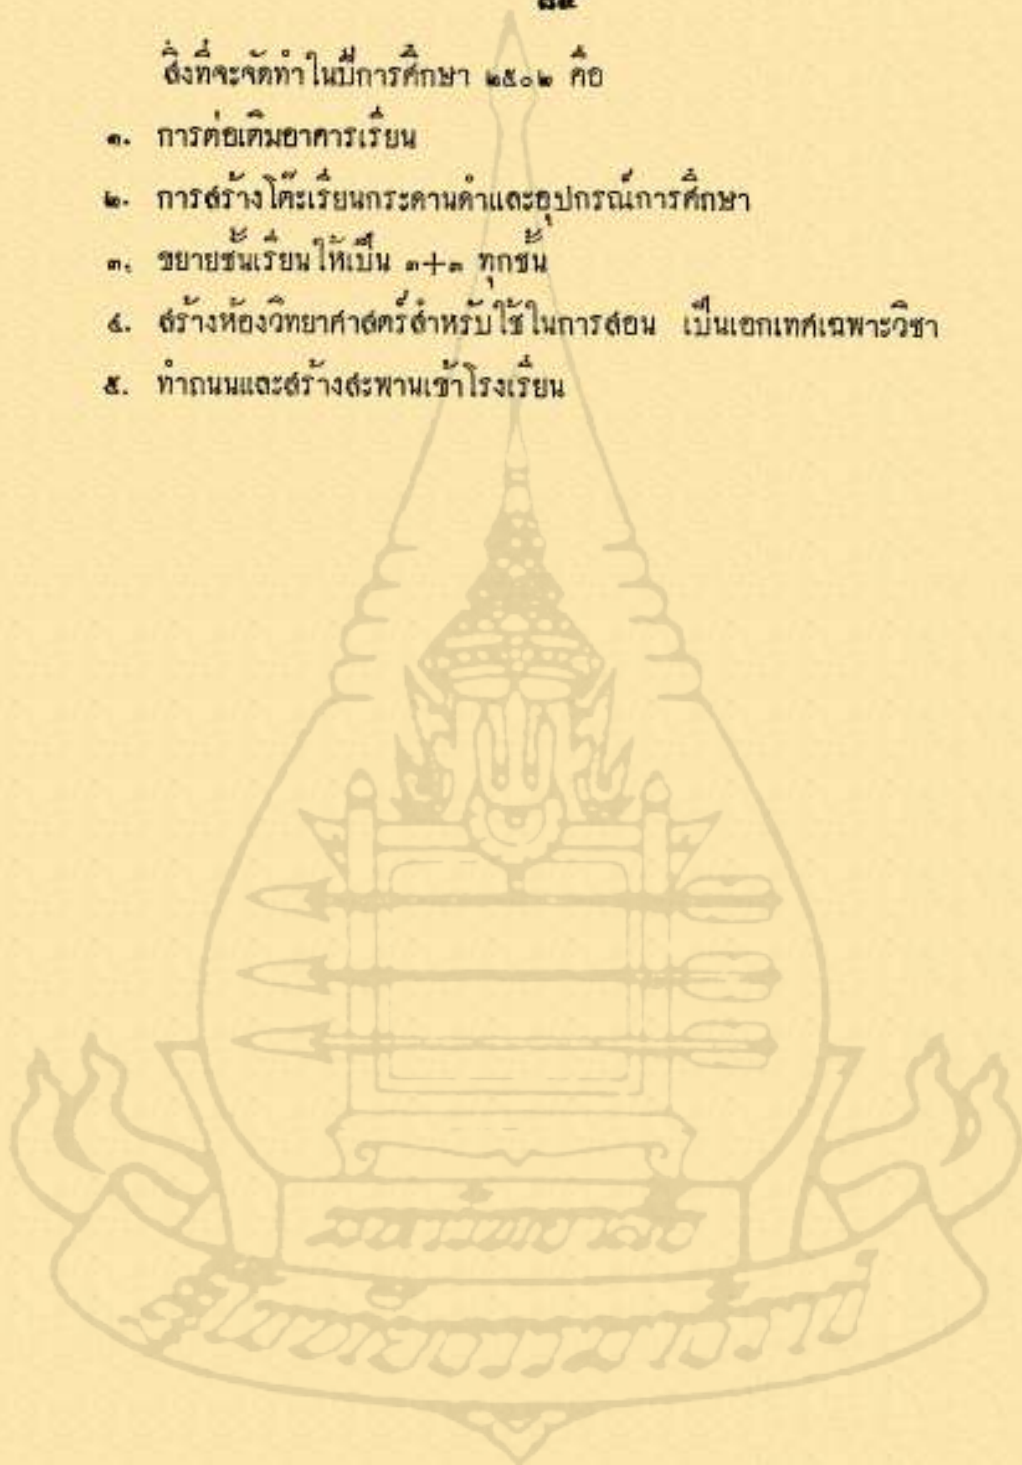 สิ่งที่จะจัดทำในปีการศึกษา ๒๕๐๒ คือ
๑. การต่อเติมอาคารเรียน
๒. การสร้างโต๊ะเรียนกระดานดำและอุปกรณ์การศึกษา
๓. ขยายชั้นเรียนให้เป็น ๓+๓ ทุกชั้น
๔. สร้างห้องวิทยาศาสตร์สำหรับใช้ในการสอน เป็นเอกเทศเฉพาะวิชา
๕. ทำถนนและสร้างสะพานเข้าโรงเรียน